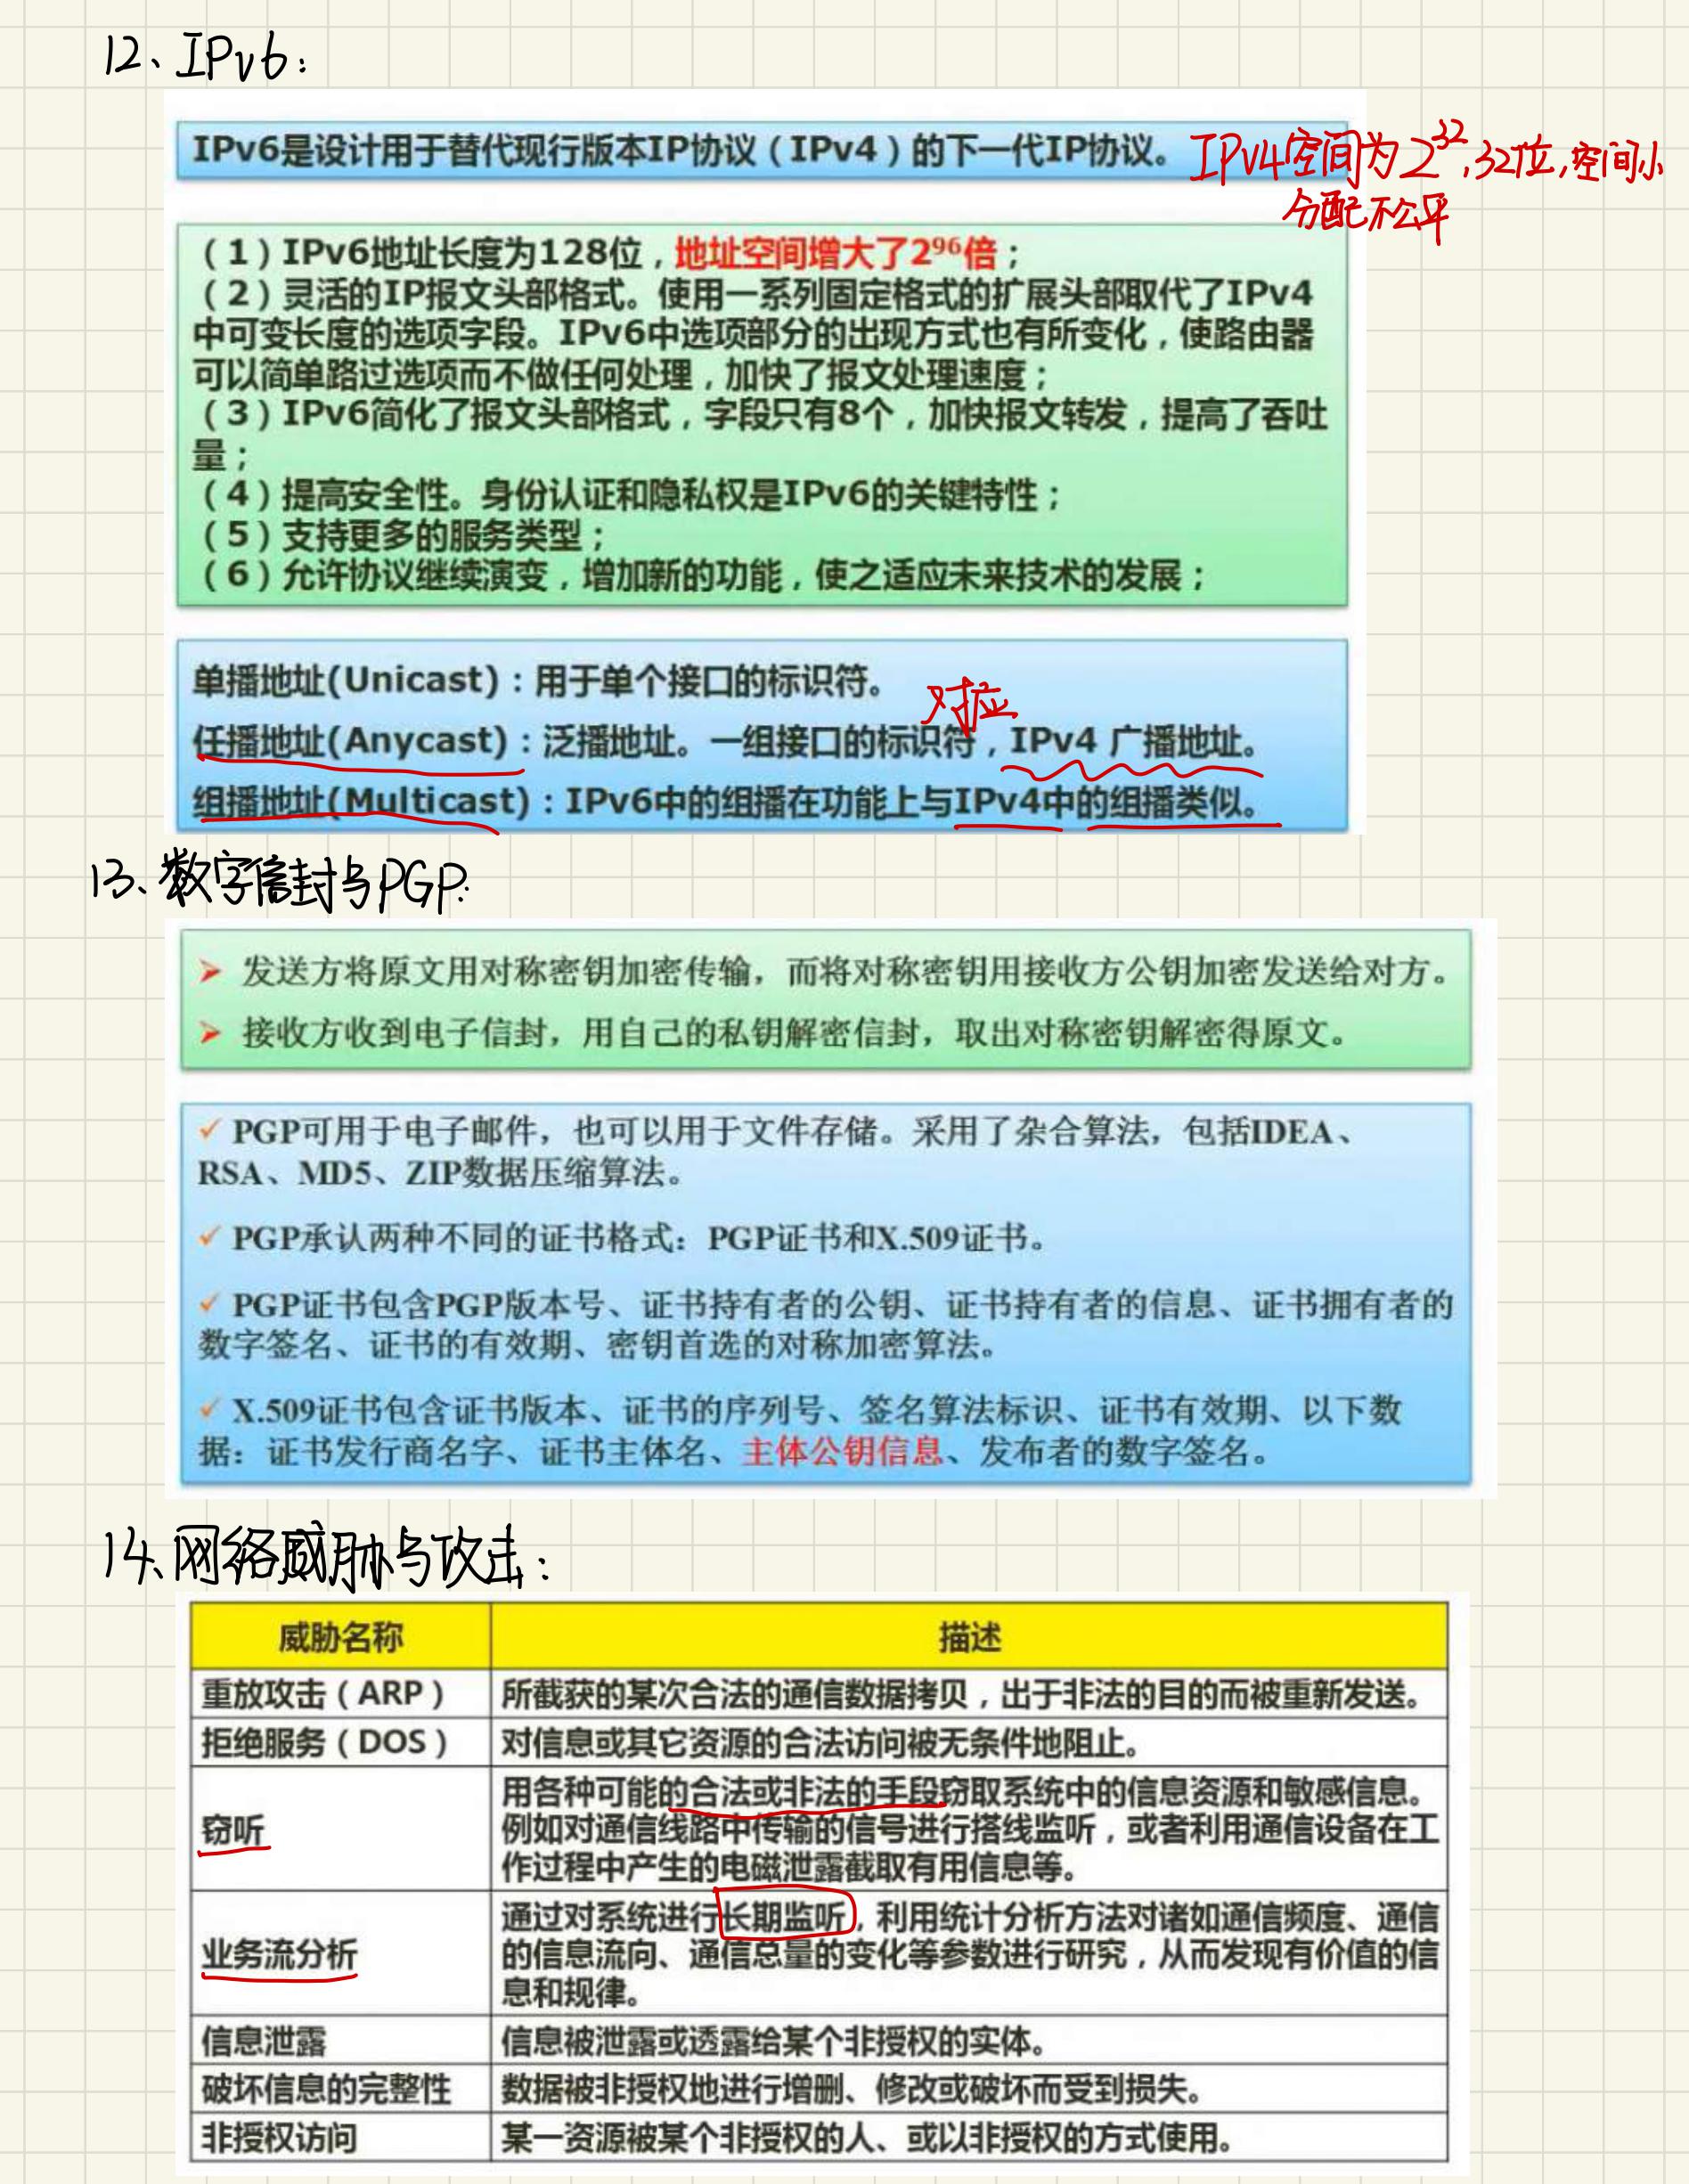 12、IPv6:
IPv6是设计用于替代现行版本IP协议（IPv4）的下一代IP协议。
IPv4空间为2^32,32位,空间小
分配不公平
（1）IPv6地址长度为128位，地址空间增大了2^96倍；
（2）灵活的IP报文头部格式。使用一系列固定格式的扩展头部取代了IPv4
中可变长度的选项字段。IPv6中选项部分的出现方式也有所变化，使路由器
可以简单路过选项而不做任何处理，加快了报文处理速度；
（3）IPv6简化了报文头部格式，字段只有8个，加快报文转发，提高了吞吐
量；
（4）提高安全性。身份认证和隐私权是IPv6的关键特性；
（5）支持更多的服务类型；
（6）允许协议继续演变，增加新的功能，使之适应未来技术的发展；
单播地址(Unicast)：用于单个接口的标识符。
对应
任播地址(Anycast)：泛播地址。一组接口的标识符，IPv4 广播地址。
组播地址(Multicast)：IPv6中的组播在功能上与IPv4中的组播类似。
13、数字信封与PGP:
发送方将原文用对称密钥加密传输，而将对称密钥用接收方公钥加密发送给对方。
接收方收到电子信封，用自己的私钥解密信封，取出对称密钥解密得原文。
PGP可用于电子邮件，也可以用于文件存储。采用了杂合算法，包括IDEA、
RSA、MD5、ZIP数据压缩算法。
PGP承认两种不同的证书格式：PGP证书和X.509证书。
PGP证书包含PGP版本号、证书持有者的公钥、证书持有者的信息、证书拥有者的
数字签名、证书的有效期、密钥首选的对称加密算法。
X.509证书包含证书版本、证书的序列号、签名算法标识、证书有效期、以下数
据：证书发行商名字、证书主体名、主体公钥信息、发布者的数字签名。
14、网络威胁与攻击:
威胁名称 描述
重放攻击（ARP） 所截获的某次合法的通信数据拷贝，出于非法的目的而被重新发送。
拒绝服务（DOS） 对信息或其它资源的合法访问被无条件地阻止。
窃听 用各种可能的合法或非法的手段窃取系统中的信息资源和敏感信息。
例如对通信线路中传输的信号进行搭线监听，或者利用通信设备在工
作过程中产生的电磁泄露截取有用信息等。
业务流分析 通过对系统进行长期监听，利用统计分析方法对诸如通信频度、通信
的信息流向、通信总量的变化等参数进行研究，从而发现有价值的信
息和规律。
信息泄露 信息被泄露或透露给某个非授权的实体。
破坏信息的完整性 数据被非授权地进行增删、修改或破坏而受到损失。
非授权访问 某一资源被某个非授权的人、或以非授权的方式使用。